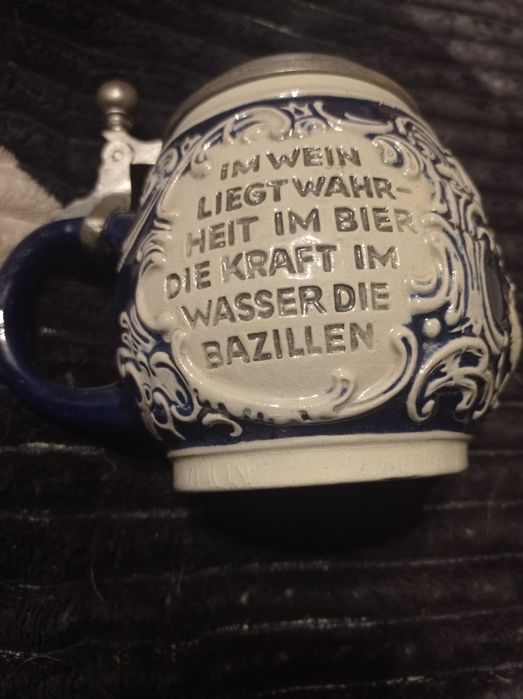 IM WEIN
LIEGT WAHR-
HEIT IM BIER
DIE KRAFT IM
WASSER DIE
BAZILLEN